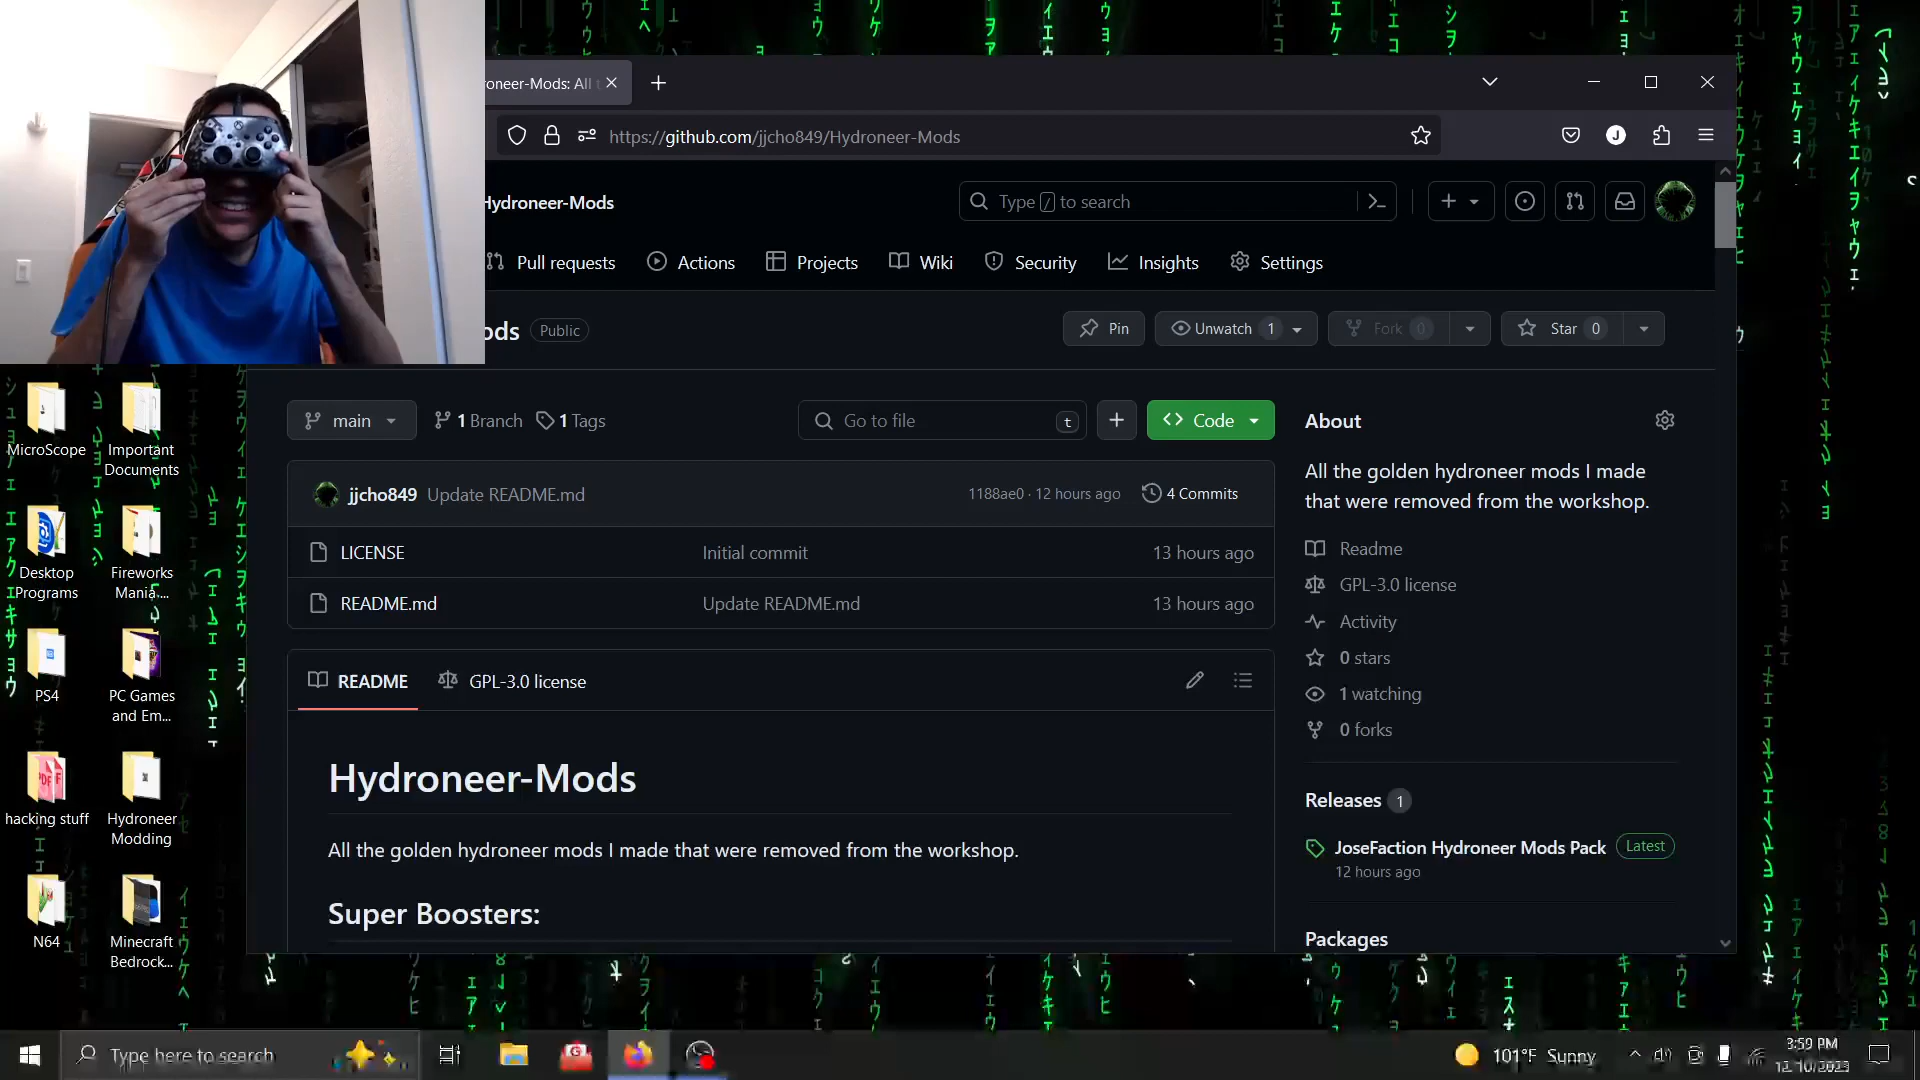 oneer-Mods: All
https://github.com/jjcho849/Hydroneer-Mods
Hydroneer-Mods
Type / to search
Pull requests
Actions
Projects
Wiki
Security
Insights
Settings
ods
Public
Pin
Unwatch 1
Fork 0
Star 0
main
1 Branch
1 Tags
Go to file
t
Code
jjcho849 Update README.md
1188ae0 · 12 hours ago
4 Commits
LICENSE
Initial commit
13 hours ago
README.md
Update README.md
13 hours ago
README
GPL-3.0 license
Hydroneer-Mods
All the golden hydroneer mods I made that were removed from the workshop.
Super Boosters:
About
All the golden hydroneer mods I made
that were removed from the workshop.
Readme
GPL-3.0 license
Activity
0 stars
1 watching
0 forks
Releases 1
JoseFaction Hydroneer Mods Pack
Latest
12 hours ago
Packages
J
MicroScope
Important
Documents
Desktop
Programs
Fireworks
Mania...
PS4
PC Games
and Em...
PDF
hacking stuff
Hydroneer
Modding
N64
Minecraft
Bedrock...
Type here to search
101°F Sunny
3:59 PM